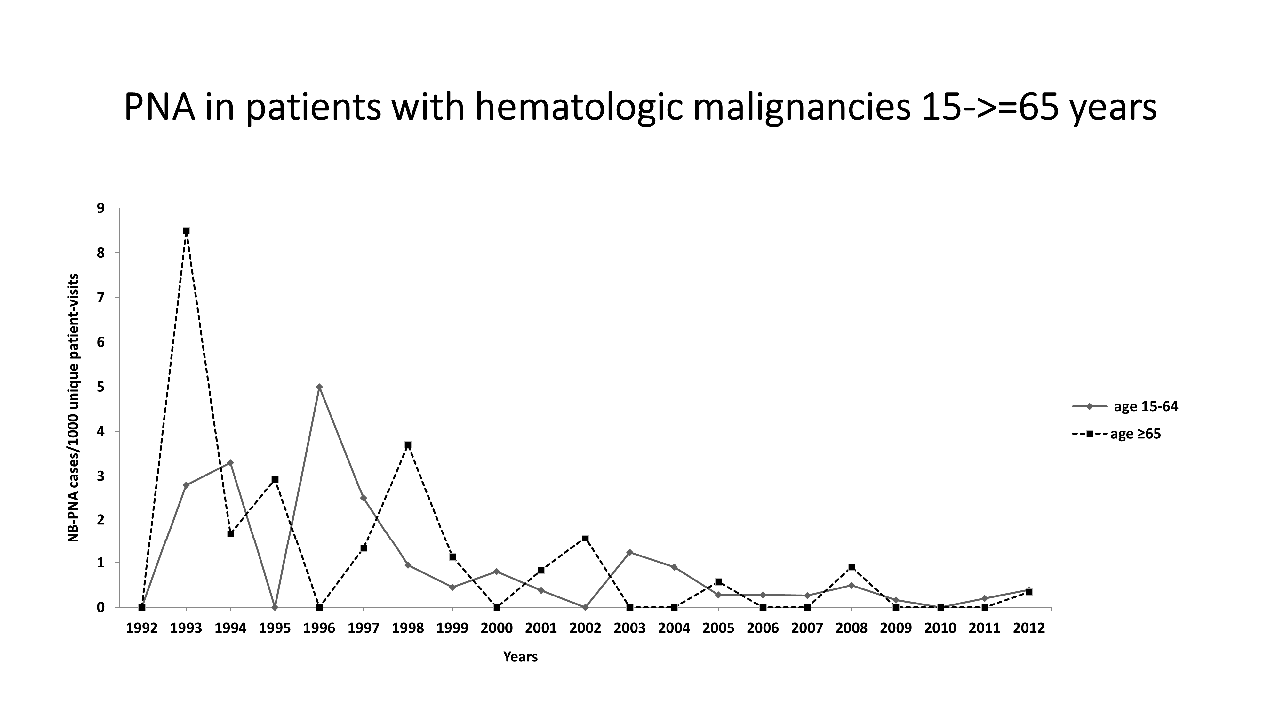 PNA in patients with hematologic malignancies 15->=65 years
9
8
7
6
5
4
3
2
1
0
NB-PNA cases/1000 unique patient-visits
1992 1993 1994 1995 1996 1997 1998 1999 2000 2001 2002 2003 2004 2005 2006 2007 2008 2009 2010 2011 2012
Years
age 15-64
age ≥65